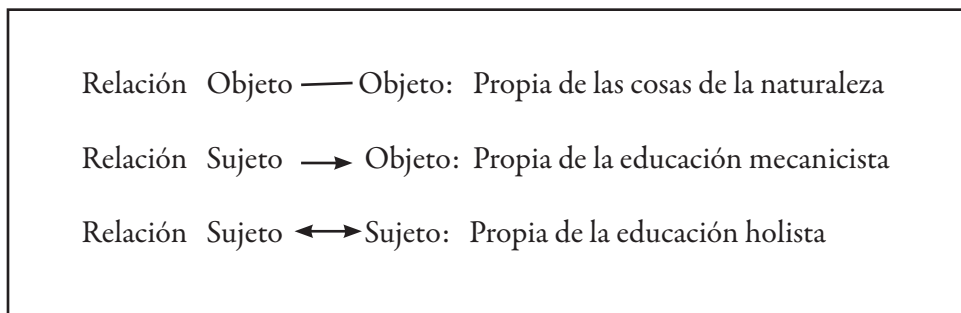 Relación Objeto — Objeto: Propia de las cosas de la naturaleza
Relación Sujeto → Objeto: Propia de la educación mecanicista
Relación Sujeto ↔ Sujeto: Propia de la educación holista